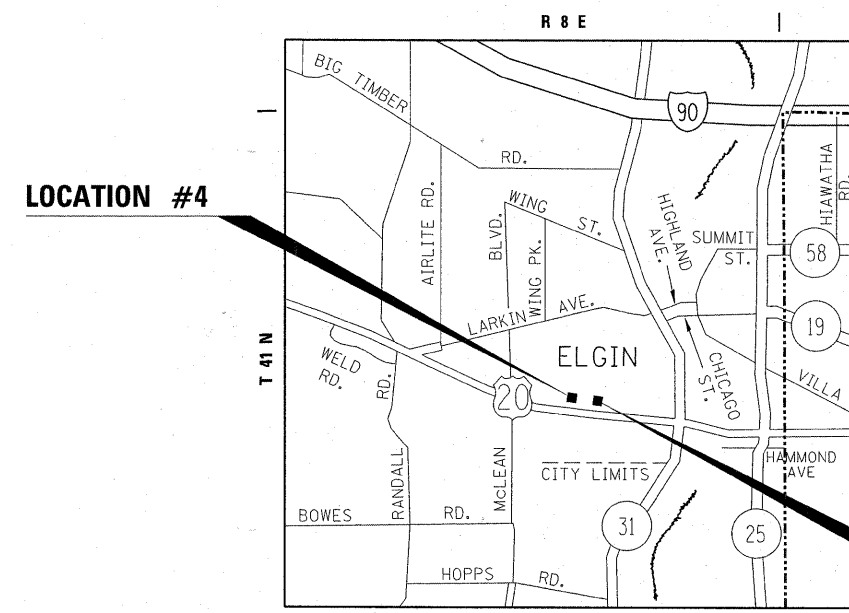 R 8 E
BIG TIMBER
RD.
90
LOCATION #4
AIRLITE RD.
WING
ST.
BLVD.
WING PK.
HIGHLAND
AVE.
SUMMIT
ST.
HIAWATHA
RD.
58
LARKIN AVE.
19
T 41 N
WELD
RD.
ELGIN
CHICAGO
ST.
VILLA
20
RD.
RANDALL
McLEAN
CITY LIMITS
HAMMOND
AVE
BOWES RD.
31
25
HOPPS RD.